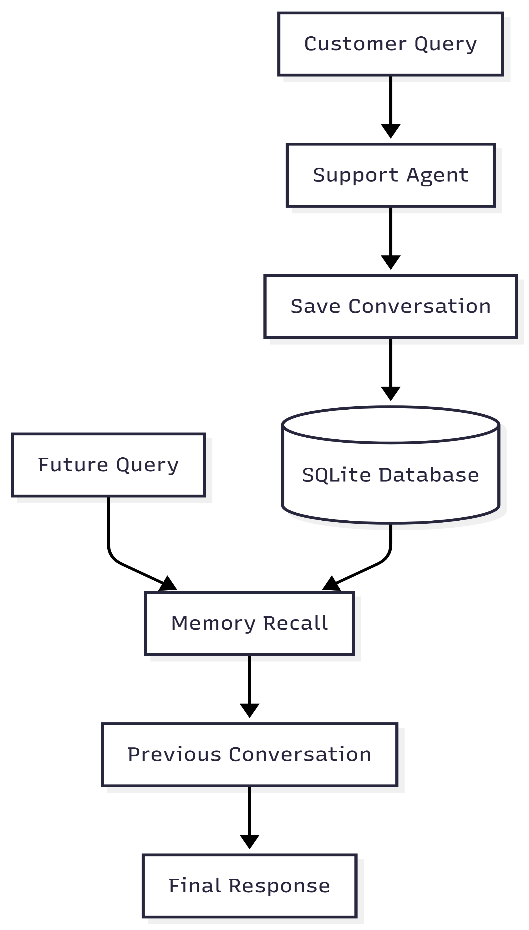 Customer Query
Support Agent
Save Conversation
SQLite Database
Future Query
Memory Recall
Previous Conversation
Final Response